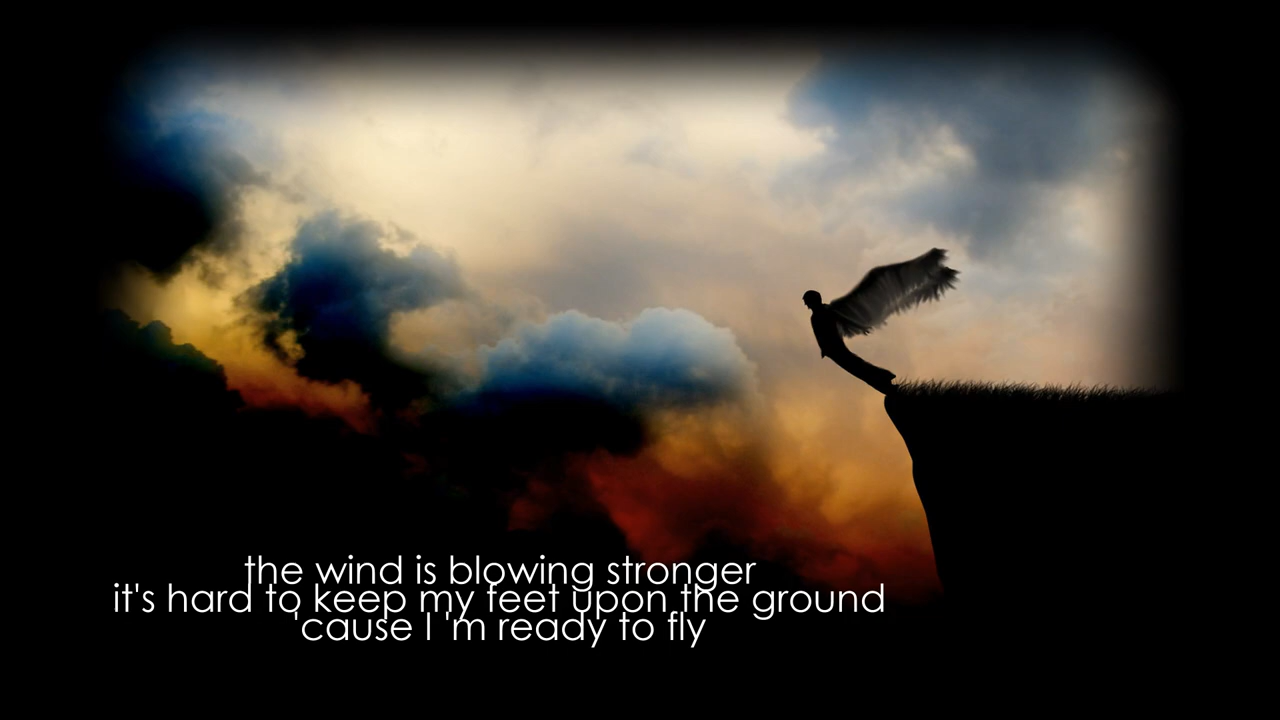 the wind is blowing stronger
it's hard to keep my feet upon the ground
'cause I 'm ready to fly